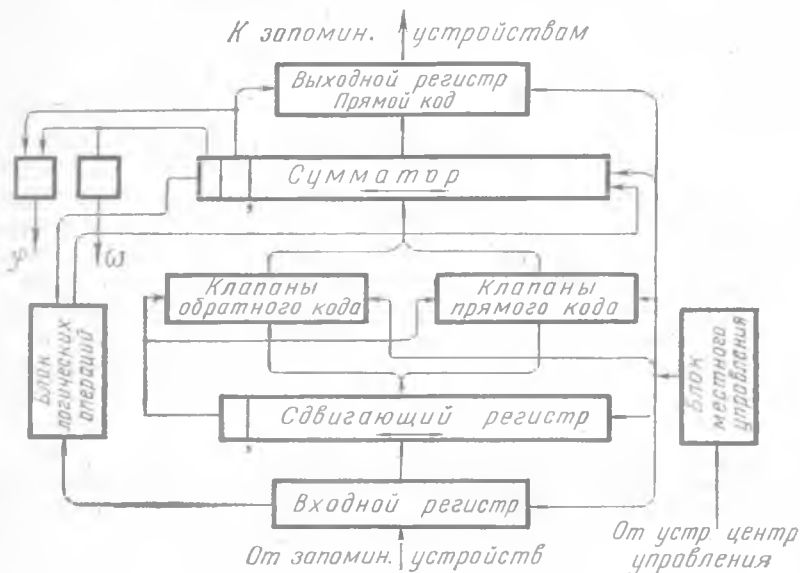 К запомин. устройствам
Выходной регистр
Прямой код
Сумматор
φ
ω
Клапаны
обратного кода
Клапаны
прямого кода
Блок
логических
операций
Блок
местного
управления
Сдвигающий регистр
Входной регистр
От запомин. устройств
От устр. центр
управления